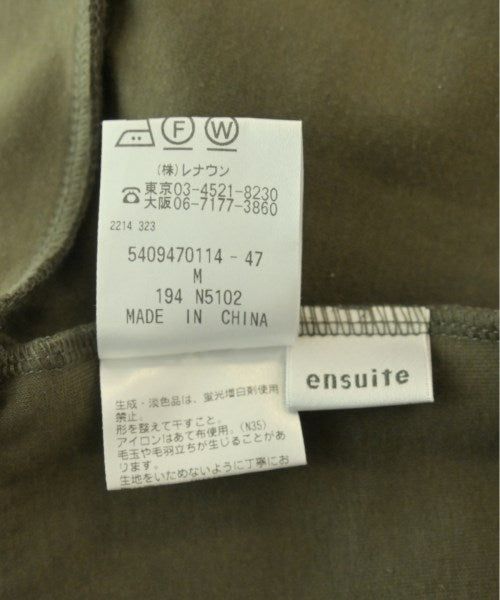 F W
(株)レナウン
☎東京03-4521-8230
大阪06-7177-3860
2214 323
5409470114 - 47
M
194 N5102
MADE IN CHINA
ensuite
生成・淡色品は、蛍光増白剤使用
禁止。
形を整えて干すこと。
アイロンはあて布使用。(N35)
毛玉や毛羽立ちが生じることがあ
ります。
生地をいためないように丁寧にお